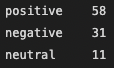 positive 58
negative 31
neutral 11